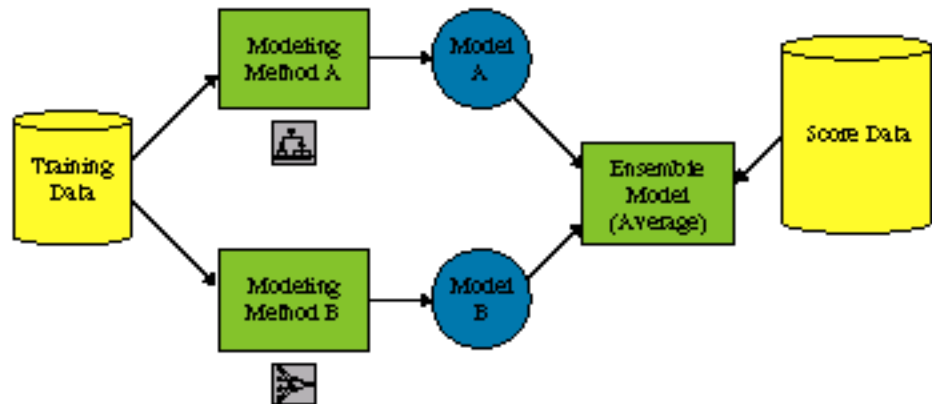 Training
Data
Modeling
Method A
Model
A
Modeling
Method B
Model
B
Ensemble
Model
(Average)
Score Data